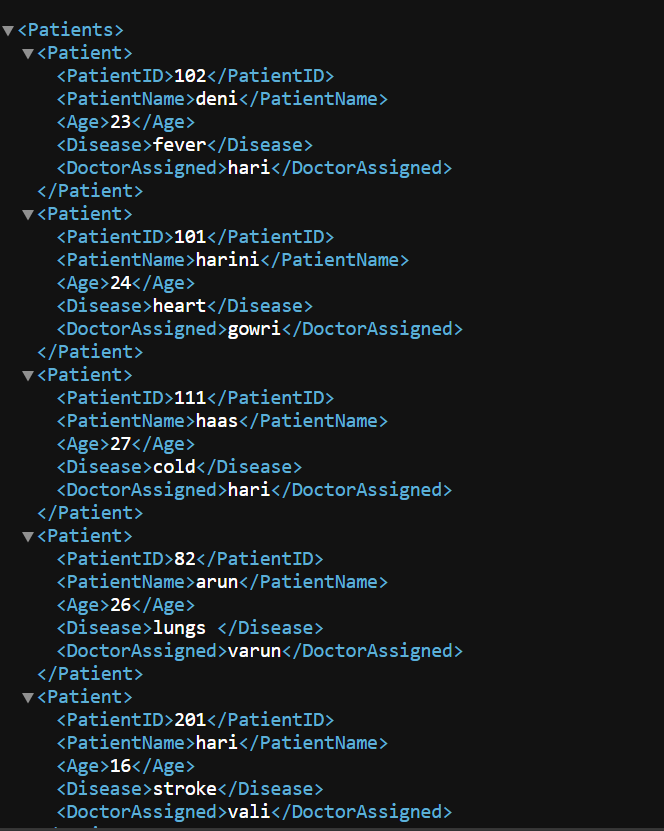 <Patients>
<Patient>
<PatientID>102</PatientID>
<PatientName>deni</PatientName>
<Age>23</Age>
<Disease>fever</Disease>
<DoctorAssigned>hari</DoctorAssigned>
</Patient>
<Patient>
<PatientID>101</PatientID>
<PatientName>harini</PatientName>
<Age>24</Age>
<Disease>heart</Disease>
<DoctorAssigned>gowri</DoctorAssigned>
</Patient>
<Patient>
<PatientID>111</PatientID>
<PatientName>haas</PatientName>
<Age>27</Age>
<Disease>cold</Disease>
<DoctorAssigned>hari</DoctorAssigned>
</Patient>
<Patient>
<PatientID>82</PatientID>
<PatientName>arun</PatientName>
<Age>26</Age>
<Disease>lungs </Disease>
<DoctorAssigned>varun</DoctorAssigned>
</Patient>
<Patient>
<PatientID>201</PatientID>
<PatientName>hari</PatientName>
<Age>16</Age>
<Disease>stroke</Disease>
<DoctorAssigned>vali</DoctorAssigned>